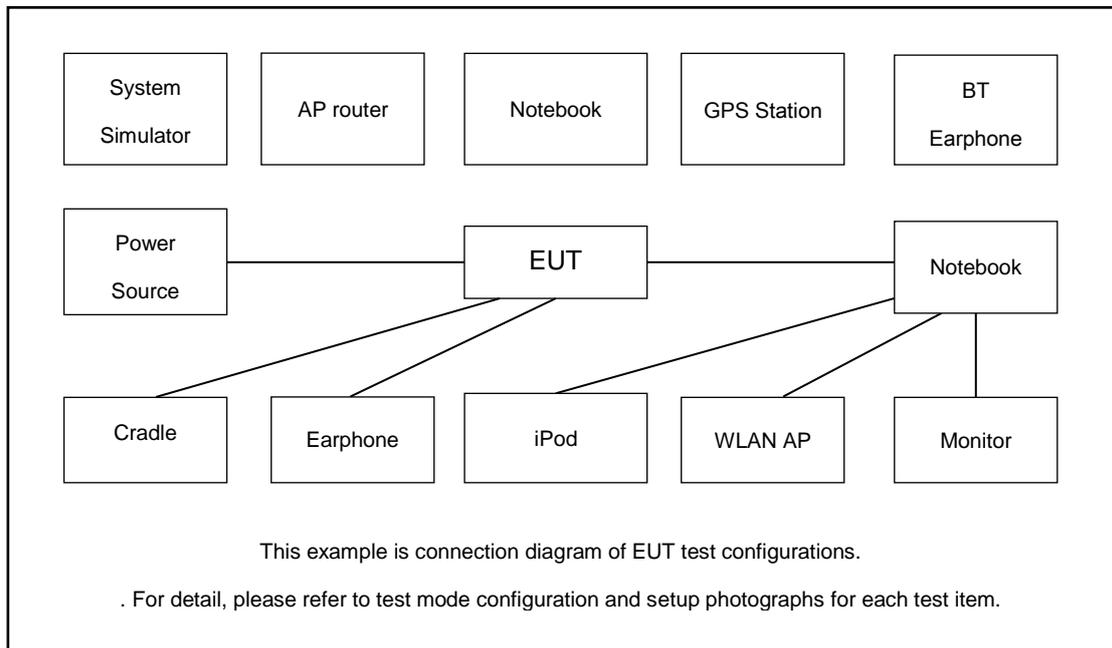 System
Simulator
AP router
Notebook
GPS Station
BT
Earphone
Power
Source
EUT
Notebook
Cradle
Earphone
iPod
WLAN AP
Monitor
This example is connection diagram of EUT test configurations.
. For detail, please refer to test mode configuration and setup photographs for each test item.